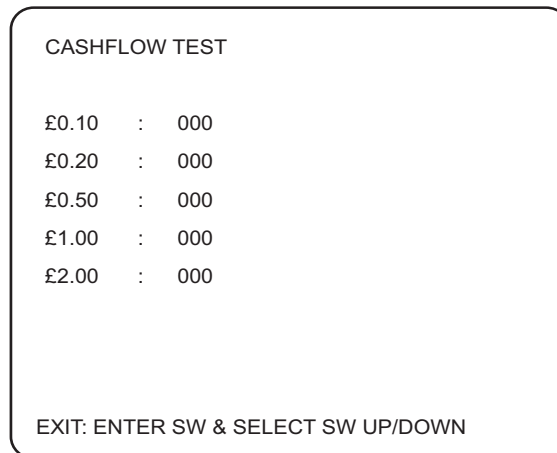 CASHFLOW TEST
£0.10 : 000
£0.20 : 000
£0.50 : 000
£1.00 : 000
£2.00 : 000
EXIT: ENTER SW & SELECT SW UP/DOWN